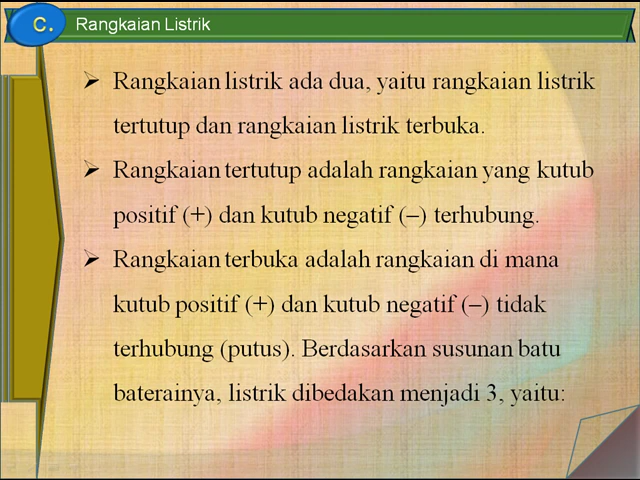 C. Rangkaian Listrik
➢ Rangkaian listrik ada dua, yaitu rangkaian listrik
tertutup dan rangkaian listrik terbuka.
➢ Rangkaian tertutup adalah rangkaian yang kutub
positif (+) dan kutub negatif (–) terhubung.
➢ Rangkaian terbuka adalah rangkaian di mana
kutub positif (+) dan kutub negatif (–) tidak
terhubung (putus). Berdasarkan susunan batu
baterainya, listrik dibedakan menjadi 3, yaitu: